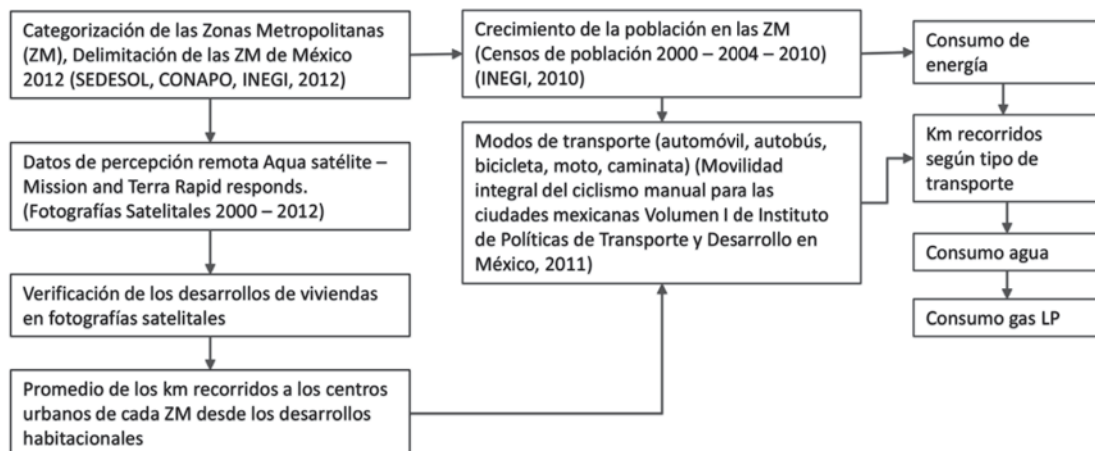 Categorización de las Zonas Metropolitanas
(ZM), Delimitación de las ZM de México
2012 (SEDESOL, CONAPO, INEGI, 2012)
Datos de percepción remota Aqua satélite –
Mission and Terra Rapid responds.
(Fotografías Satelitales 2000 – 2012)
Verificación de los desarrollos de viviendas
en fotografías satelitales
Promedio de los km recorridos a los centros
urbanos de cada ZM desde los desarrollos
habitacionales
Crecimiento de la población en las ZM
(Censos de población 2000 – 2004 – 2010)
(INEGI, 2010)
Modos de transporte (automóvil, autobús,
bicicleta, moto, caminata) (Movilidad
integral del ciclismo manual para las
ciudades mexicanas Volumen I de Instituto
de Políticas de Transporte y Desarrollo en
México, 2011)
Consumo de
energía
Km recorridos
según tipo de
transporte
Consumo agua
Consumo gas LP